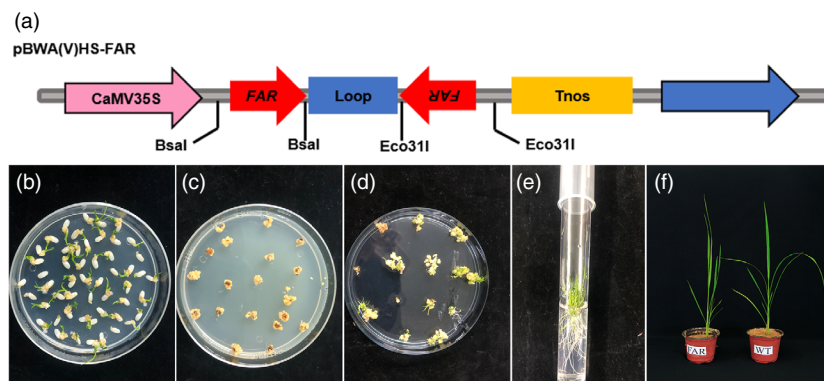 (a)
pBWA(V)HS-FAR
CaMV35S FAR Loop FAR Tnos
BsaI BsaI Eco31I Eco31I
(b) (c) (d) (e) (f)
FAR WT